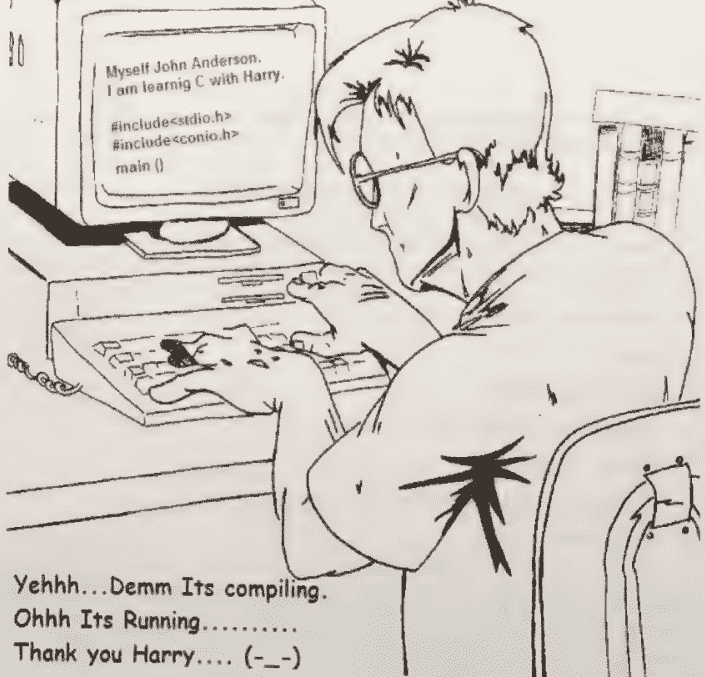 Myself John Anderson.
I am learnig C with Harry.
#include<stdio.h>
#include<conio.h>
main ()
Yehhh...Demm Its compiling.
Ohhh Its Running..........
Thank you Harry.... (-_-)